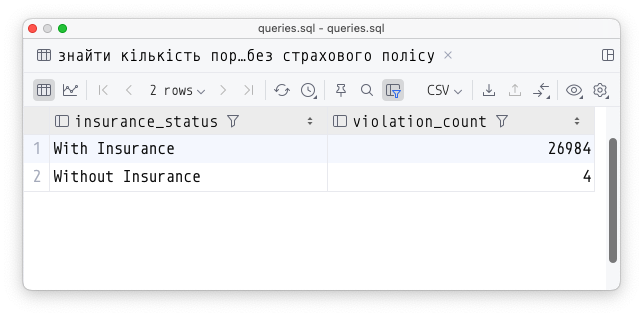 queries.sql – queries.sql
знайти кількість пор…без страхового полісу
2 rows
CSV
insurance_status violation_count
1 With Insurance 26984
2 Without Insurance 4